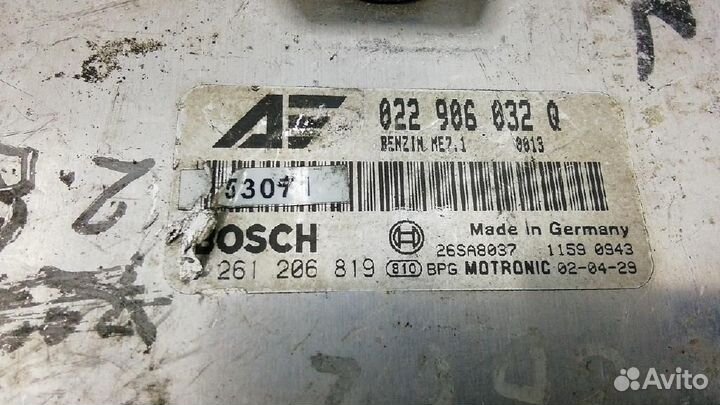 022 906 032 Q
BENZIN ME7.1 0013
53071
BOSCH
Made in Germany
26SA8037 1159 0943
261 206 819 810 BPG MOTRONIC 02-04-29
Avito